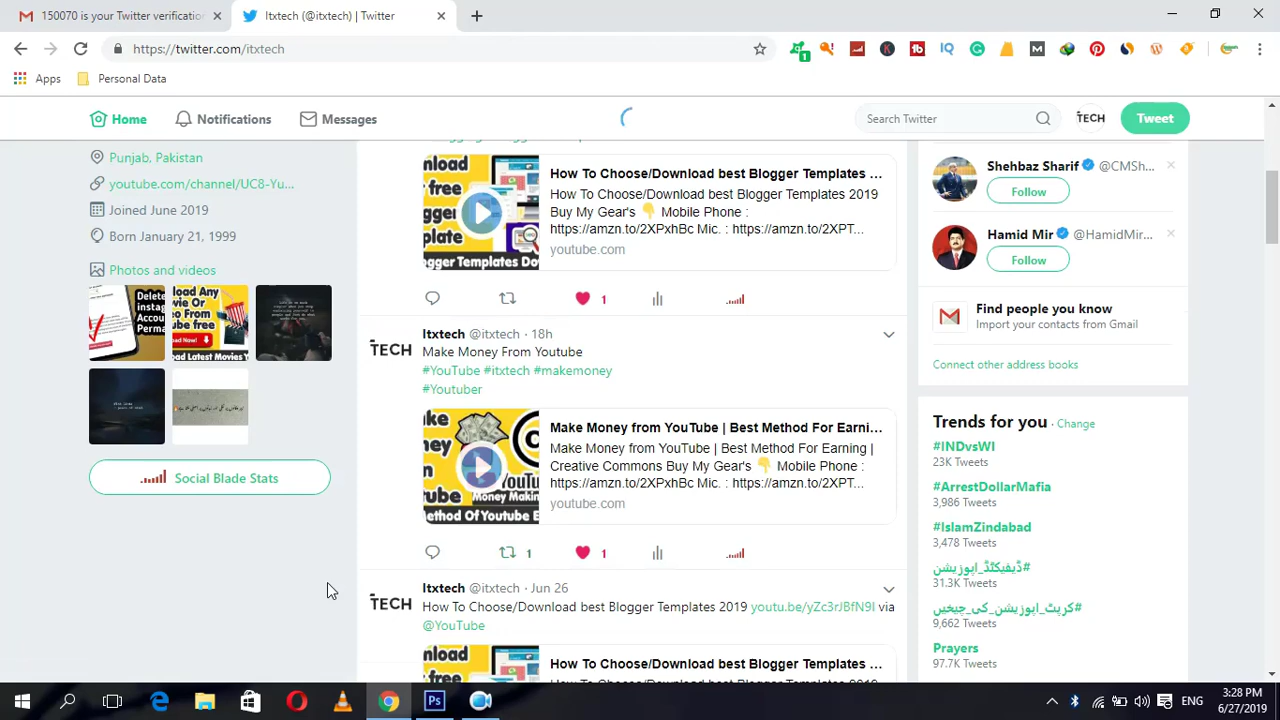 150070 is your Twitter verificatio
Itxtech (@itxtech) | Twitter
https://twitter.com/itxtech
Apps
Personal Data
Home
Notifications
Messages
Search Twitter
TECH
Tweet
Punjab, Pakistan
youtube.com/channel/UC8-Yu...
Joined June 2019
Born January 21, 1999
Photos and videos
Social Blade Stats
How To Choose/Download best Blogger Templates ...
How To Choose/Download best Blogger Templates 2019
Buy My Gear's 👇 Mobile Phone :
https://amzn.to/2XPxhBc Mic. : https://amzn.to/2XPT...
youtube.com
1
Itxtech @itxtech · 18h
TECH
Make Money From Youtube
#YouTube #itxtech #makemoney
#Youtuber
Make Money from YouTube | Best Method For Earni...
Make Money from YouTube | Best Method For Earning |
Creative Commons Buy My Gear's 👇 Mobile Phone :
https://amzn.to/2XPxhBc Mic. : https://amzn.to/2XPT...
youtube.com
1
1
Itxtech @itxtech · Jun 26
TECH
How To Choose/Download best Blogger Templates 2019 youtu.be/yZc3rJBfN9I via
@YouTube
How To Choose/Download best Blogger Templates ...
Shehbaz Sharif @CMSh...
Follow
Hamid Mir @HamidMir...
Follow
Find people you know
Import your contacts from Gmail
Connect other address books
Trends for you · Change
#INDvsWI
23K Tweets
#ArrestDollarMafia
3,986 Tweets
#IslamZindabad
3,478 Tweets
#ڈیفیکٹڈ_اپوزیشن
31.3K Tweets
#کرپٹ_اپوزیشن_کی_چیخیں
9,662 Tweets
Prayers
97.7K Tweets
ENG
3:28 PM
6/27/2019